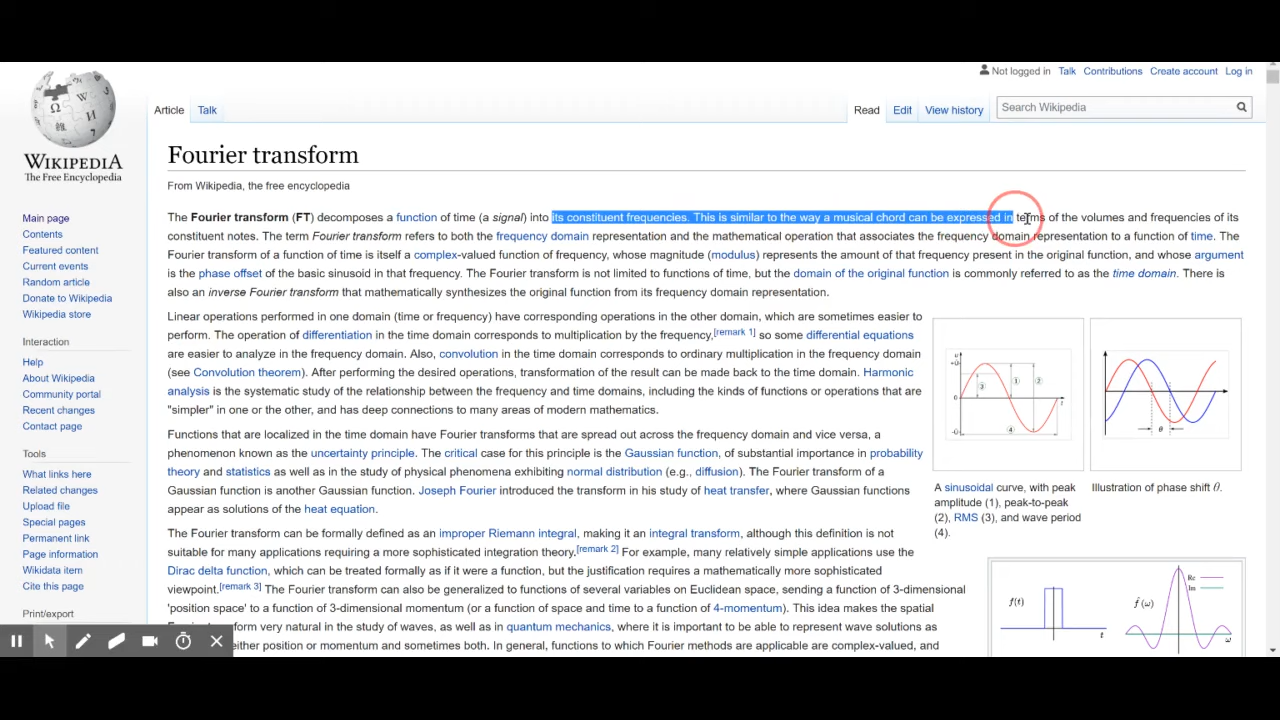 Not logged in Talk Contributions Create account Log in
Article Talk Read Edit View history Search Wikipedia
WIKIPEDIA
The Free Encyclopedia
Main page
Contents
Featured content
Current events
Random article
Donate to Wikipedia
Wikipedia store
Interaction
Help
About Wikipedia
Community portal
Recent changes
Contact page
Tools
What links here
Related changes
Upload file
Special pages
Permanent link
Page information
Wikidata item
Cite this page
Print/export
Fourier transform
From Wikipedia, the free encyclopedia
The Fourier transform (FT) decomposes a function of time (a signal) into its constituent frequencies. This is similar to the way a musical chord can be expressed in terms of the volumes and frequencies of its
constituent notes. The term Fourier transform refers to both the frequency domain representation and the mathematical operation that associates the frequency domain representation to a function of time. The
Fourier transform of a function of time is itself a complex-valued function of frequency, whose magnitude (modulus) represents the amount of that frequency present in the original function, and whose argument
is the phase offset of the basic sinusoid in that frequency. The Fourier transform is not limited to functions of time, but the domain of the original function is commonly referred to as the time domain. There is
also an inverse Fourier transform that mathematically synthesizes the original function from its frequency domain representation.
Linear operations performed in one domain (time or frequency) have corresponding operations in the other domain, which are sometimes easier to
perform. The operation of differentiation in the time domain corresponds to multiplication by the frequency,[remark 1] so some differential equations
are easier to analyze in the frequency domain. Also, convolution in the time domain corresponds to ordinary multiplication in the frequency domain
(see Convolution theorem). After performing the desired operations, transformation of the result can be made back to the time domain. Harmonic
analysis is the systematic study of the relationship between the frequency and time domains, including the kinds of functions or operations that are
"simpler" in one or the other, and has deep connections to many areas of modern mathematics.
Functions that are localized in the time domain have Fourier transforms that are spread out across the frequency domain and vice versa, a
phenomenon known as the uncertainty principle. The critical case for this principle is the Gaussian function, of substantial importance in probability
theory and statistics as well as in the study of physical phenomena exhibiting normal distribution (e.g., diffusion). The Fourier transform of a
Gaussian function is another Gaussian function. Joseph Fourier introduced the transform in his study of heat transfer, where Gaussian functions
appear as solutions of the heat equation.
The Fourier transform can be formally defined as an improper Riemann integral, making it an integral transform, although this definition is not
suitable for many applications requiring a more sophisticated integration theory.[remark 2] For example, many relatively simple applications use the
Dirac delta function, which can be treated formally as if it were a function, but the justification requires a mathematically more sophisticated
viewpoint.[remark 3] The Fourier transform can also be generalized to functions of several variables on Euclidean space, sending a function of 3-dimensional
'position space' to a function of 3-dimensional momentum (or a function of space and time to a function of 4-momentum). This idea makes the spatial
form very natural in the study of waves, as well as in quantum mechanics, where it is important to be able to represent wave solutions as
either position or momentum and sometimes both. In general, functions to which Fourier methods are applicable are complex-valued, and
u
+Û
0
-Û
① ② ③ ④
t
θ
A sinusoidal curve, with peak
amplitude (1), peak-to-peak
(2), RMS (3), and wave period
(4).
Illustration of phase shift θ.
f(t)
t
f̂(ω)
Re
Im
ω